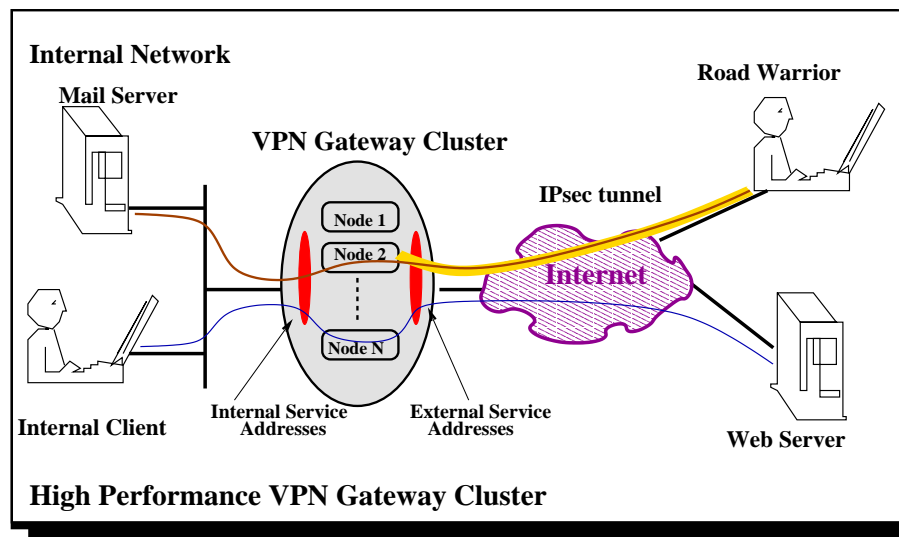 Internal Network
Mail Server
Road Warrior
VPN Gateway Cluster
IPsec tunnel
Node 1
Node 2
Internet
Node N
Internal Service
Addresses
External Service
Addresses
Internal Client
Web Server
High Performance VPN Gateway Cluster